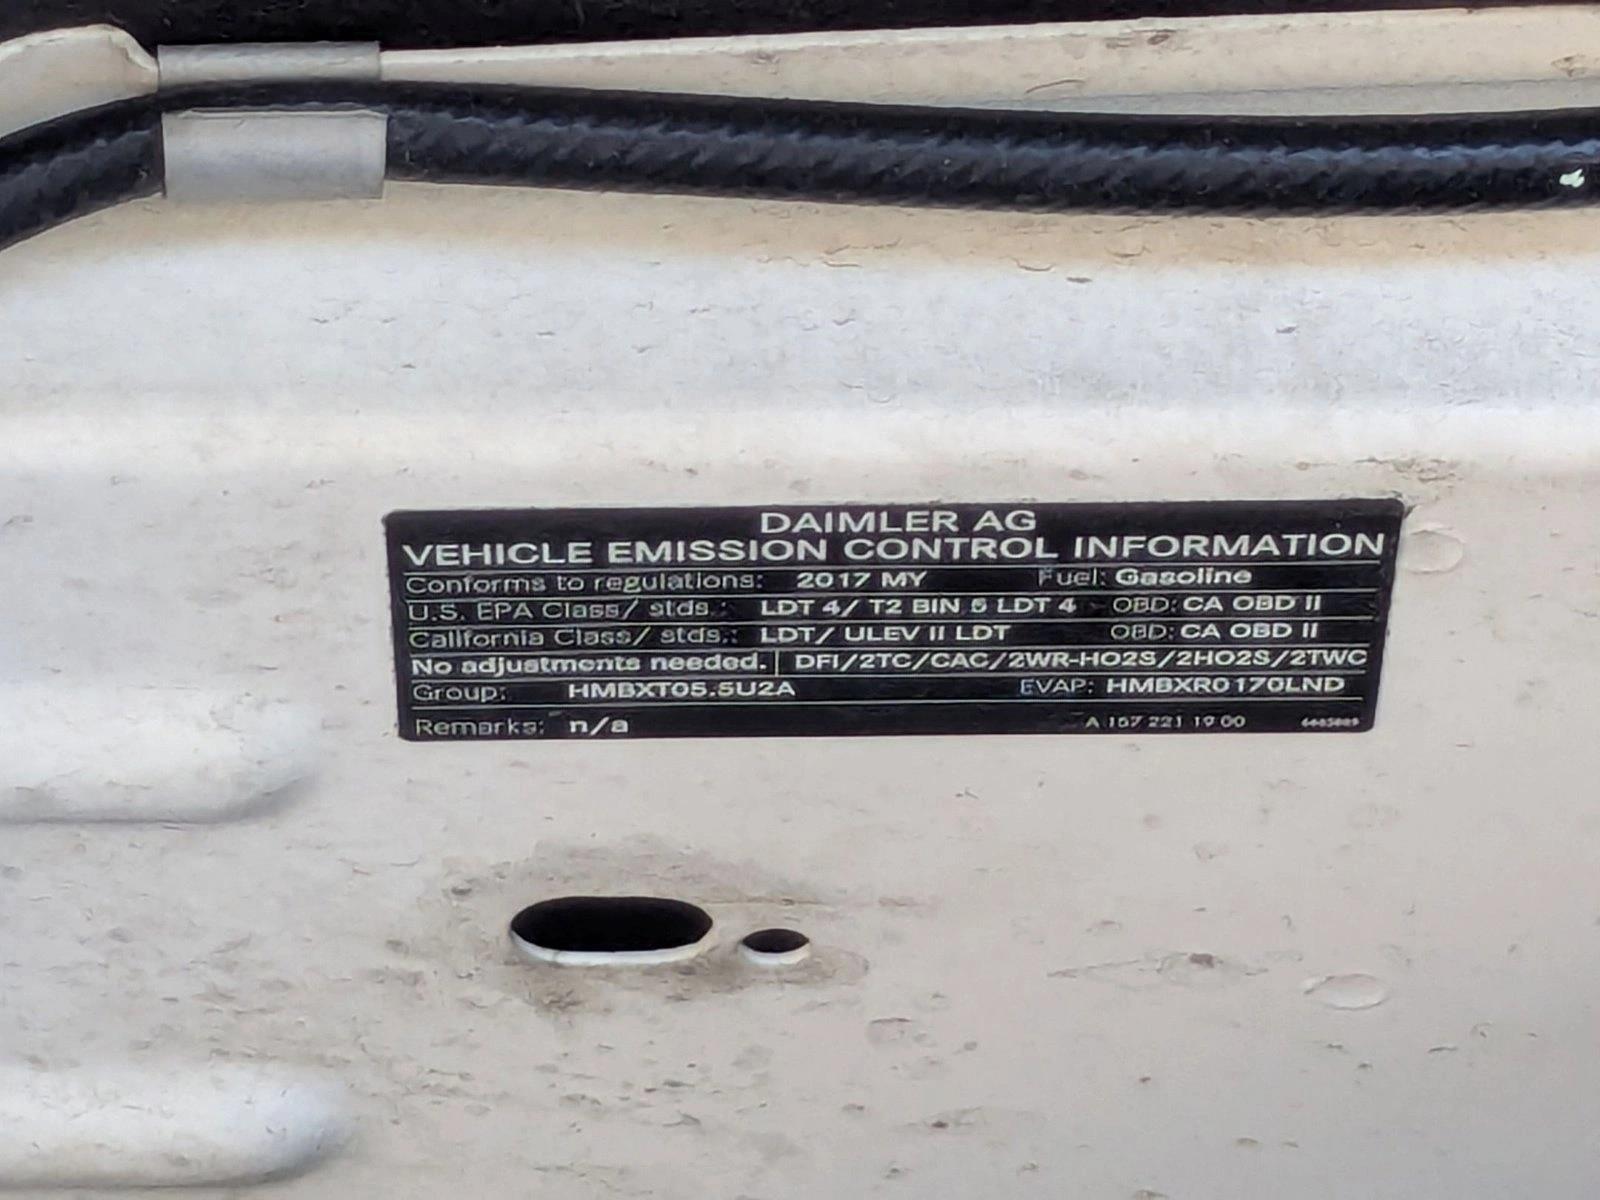 DAIMLER AG
VEHICLE EMISSION CONTROL INFORMATION
Conforms to regulations: 2017 MY Fuel: Gasoline
U.S. EPA Class/ stds.: LDT 4/ T2 BIN 5 LDT 4 OBD: CA OBD II
California Class/ stds.: LDT/ ULEV II LDT OBD: CA OBD II
No adjustments needed. DFI/2TC/CAC/2WR-HO2S/2HO2S/2TWC
Group: HMBXT05.5U2A EVAP: HMBXR0170LND
Remarks: n/a A 157 221 19 00